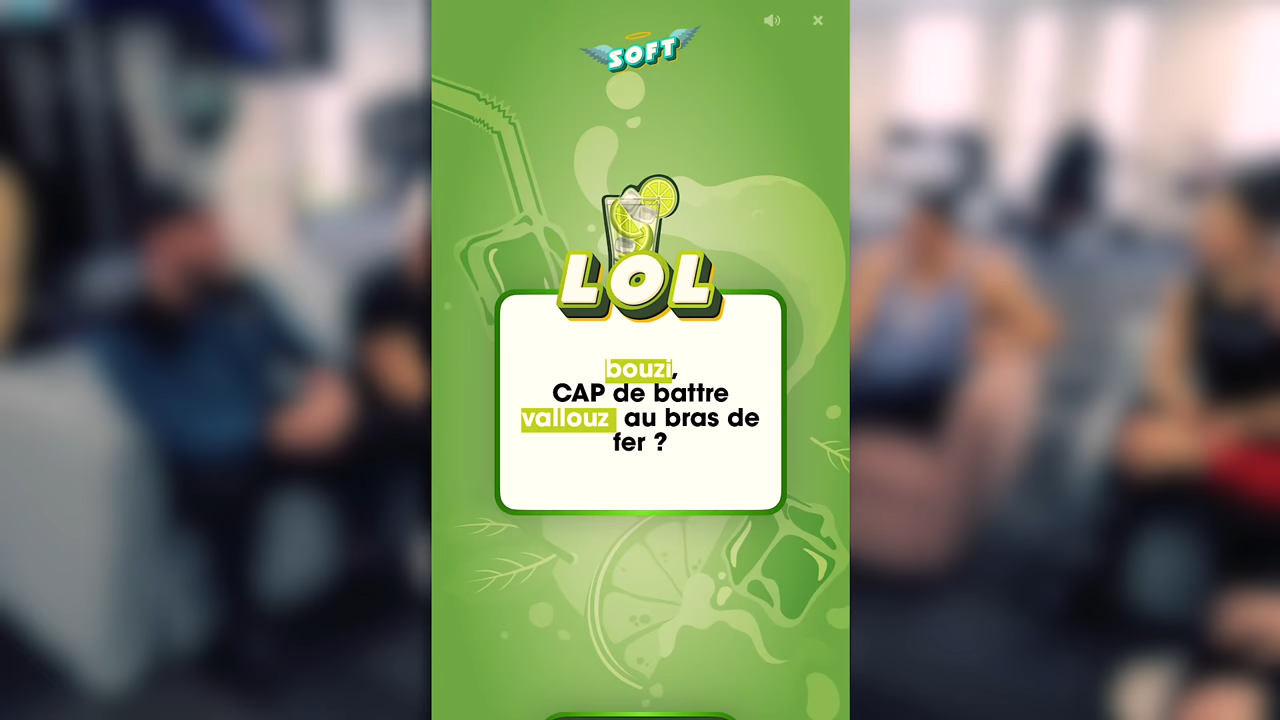 SOFT
LOL
bouzi,
CAP de battre
vallouz au bras de
fer ?